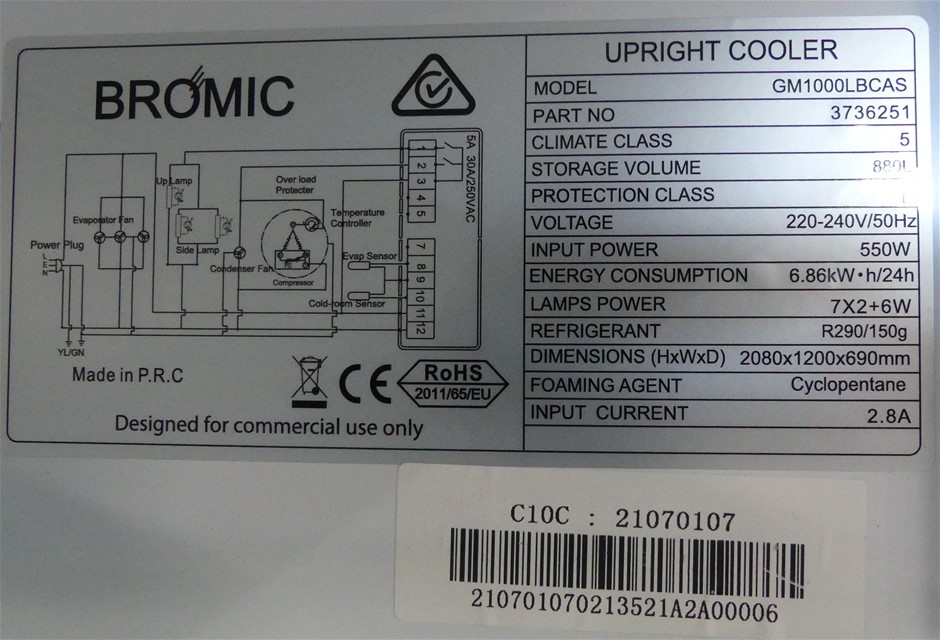 BROMIC
5A 30A/250VAC
1
2
3
4
5
7
8
9
10
11
12
Up Lamp
Over load
Protecter
Evaporator Fan
Temperature
Controller
Side Lamp
Power Plug
L
E
N
Condenser Fan
Evap Sensor
Compressor
Cold-room Sensor
YL/GN
Made in P.R.C
CE
RoHS
2011/65/EU
Designed for commercial use only
UPRIGHT COOLER
MODEL GM1000LBCAS
PART NO 3736251
CLIMATE CLASS 5
STORAGE VOLUME 880L
PROTECTION CLASS
VOLTAGE 220-240V/50Hz
INPUT POWER 550W
ENERGY CONSUMPTION 6.86kW•h/24h
LAMPS POWER 7X2+6W
REFRIGERANT R290/150g
DIMENSIONS (HxWxD) 2080x1200x690mm
FOAMING AGENT Cyclopentane
INPUT CURRENT 2.8A
C10C : 21070107
210701070213521A2A00006